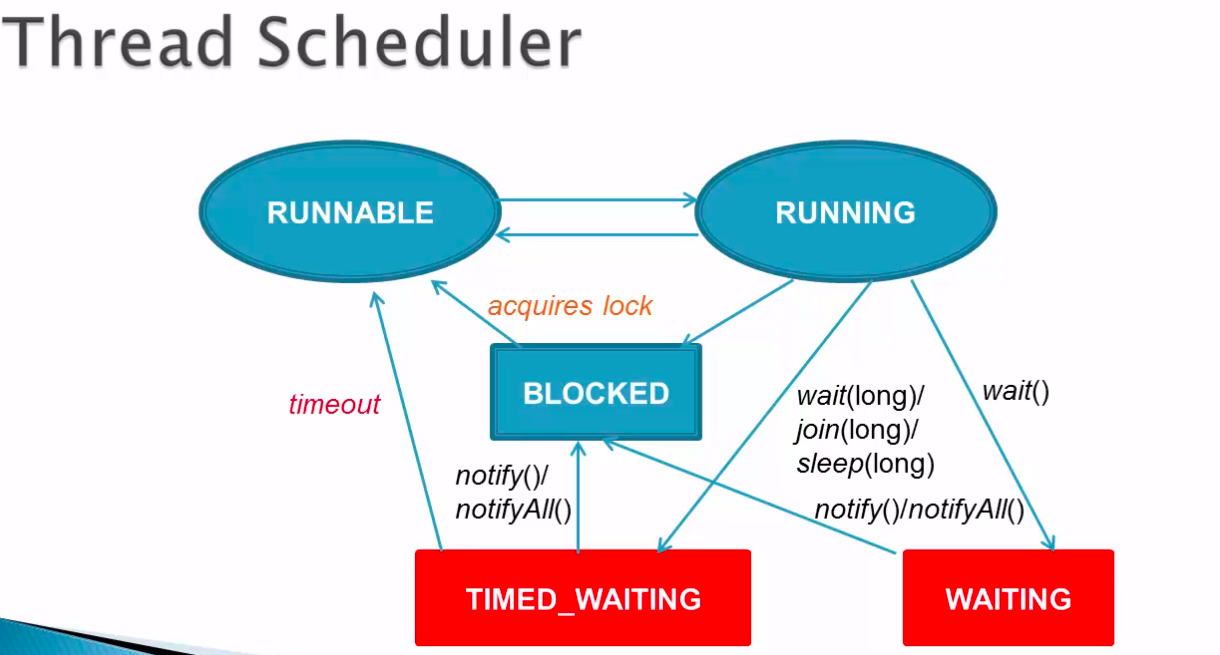 Thread Scheduler
RUNNABLE
RUNNING
acquires lock
BLOCKED
timeout
wait(long)/
join(long)/
sleep(long)
wait()
notify()/
notifyAll()
notify()/notifyAll()
TIMED_WAITING
WAITING